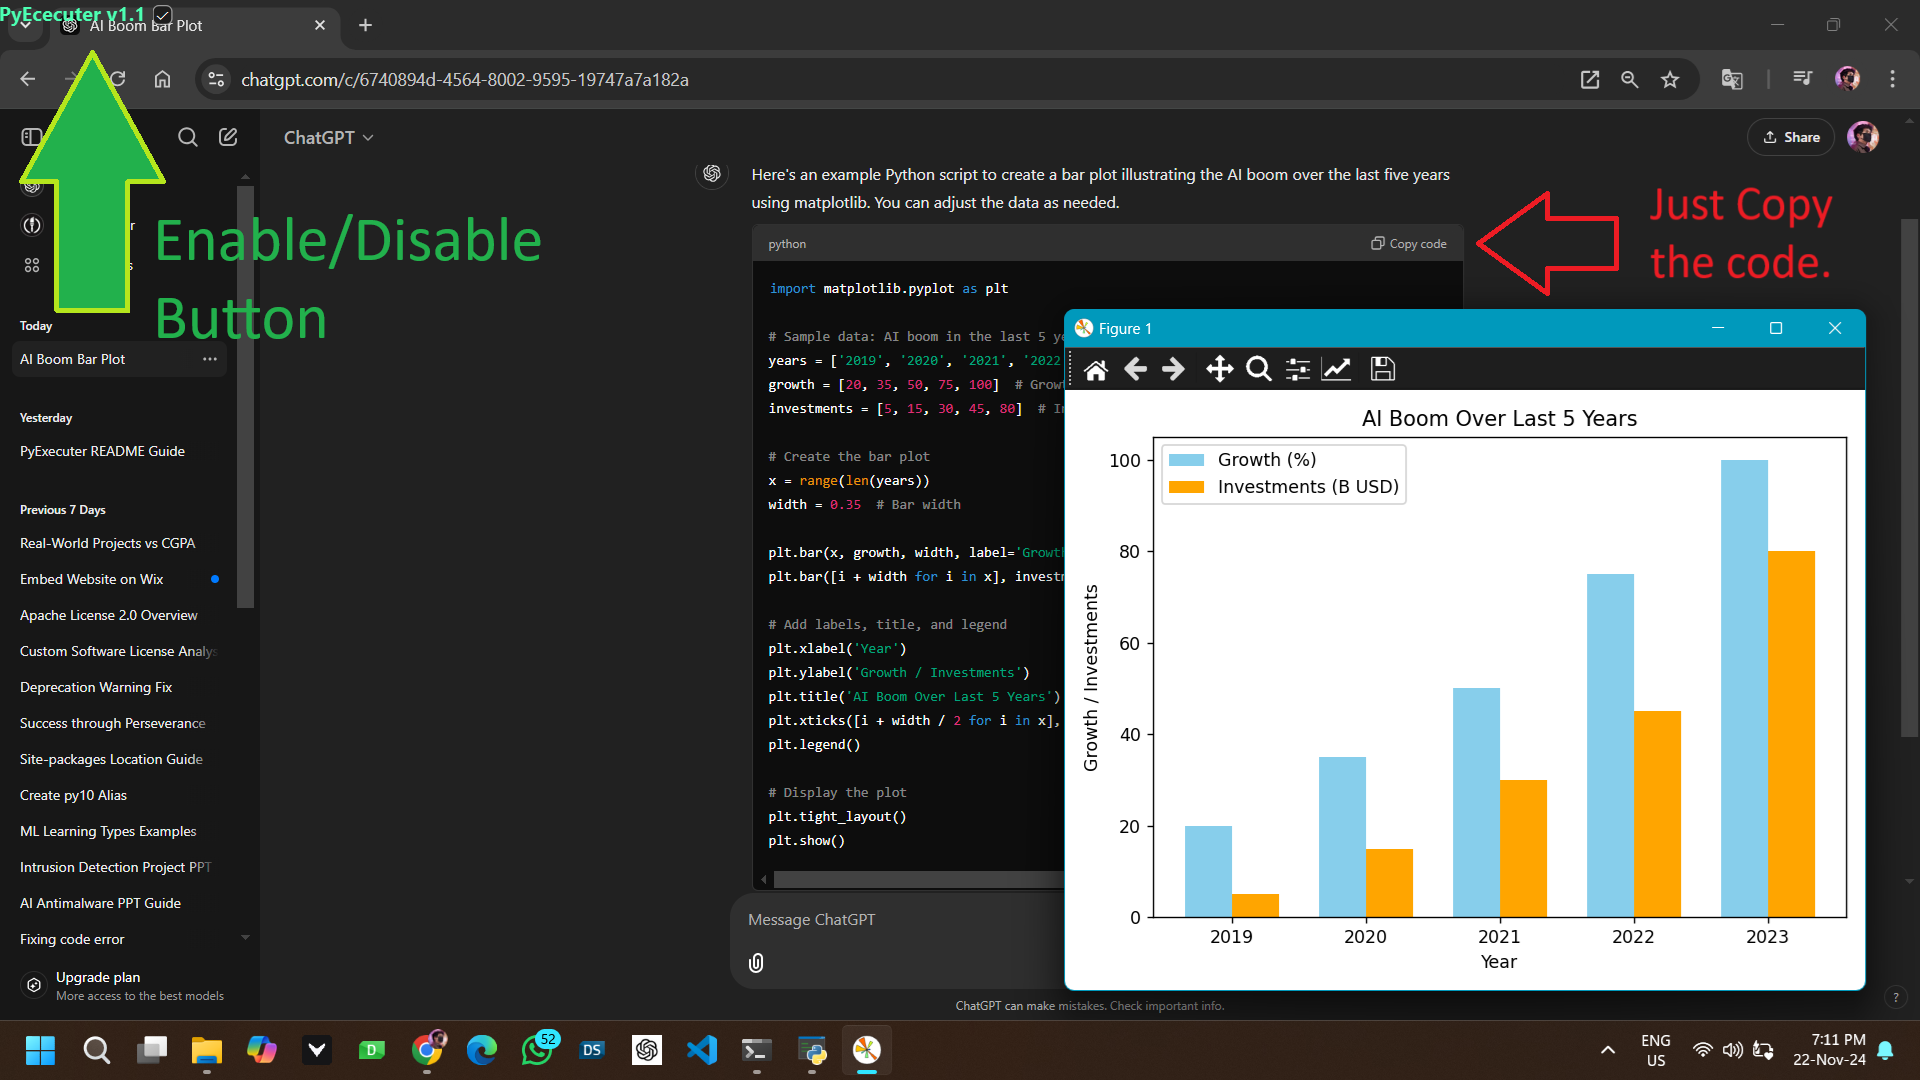 PyEcecuter v1.1
AI Boom Bar Plot
chatgpt.com/c/6740894d-4564-8002-9595-19747a7a182a
ChatGPT
Share
Enable/Disable
Button
Just Copy
the code.
Today
AI Boom Bar Plot
Yesterday
PyExecuter README Guide
Previous 7 Days
Real-World Projects vs CGPA
Embed Website on Wix
Apache License 2.0 Overview
Custom Software License Analys
Deprecation Warning Fix
Success through Perseverance
Site-packages Location Guide
Create py10 Alias
ML Learning Types Examples
Intrusion Detection Project PPT
AI Antimalware PPT Guide
Fixing code error
Upgrade plan
More access to the best models
Here's an example Python script to create a bar plot illustrating the AI boom over the last five years
using matplotlib. You can adjust the data as needed.
python
Copy code
import matplotlib.pyplot as plt
# Sample data: AI boom in the last 5 ye
years = ['2019', '2020', '2021', '2022
growth = [20, 35, 50, 75, 100]  # Grow
investments = [5, 15, 30, 45, 80]  # I
# Create the bar plot
x = range(len(years))
width = 0.35  # Bar width
plt.bar(x, growth, width, label='Growth
plt.bar([i + width for i in x], investm
# Add labels, title, and legend
plt.xlabel('Year')
plt.ylabel('Growth / Investments')
plt.title('AI Boom Over Last 5 Years')
plt.xticks([i + width / 2 for i in x],
plt.legend()
# Display the plot
plt.tight_layout()
plt.show()
Message ChatGPT
ChatGPT can make mistakes. Check important info.
?
Figure 1
AI Boom Over Last 5 Years
Growth (%)
Investments (B USD)
Growth / Investments
100
80
60
40
20
0
2019 2020 2021 2022 2023
Year
52
D
DS
ENG
US
7:11 PM
22-Nov-24